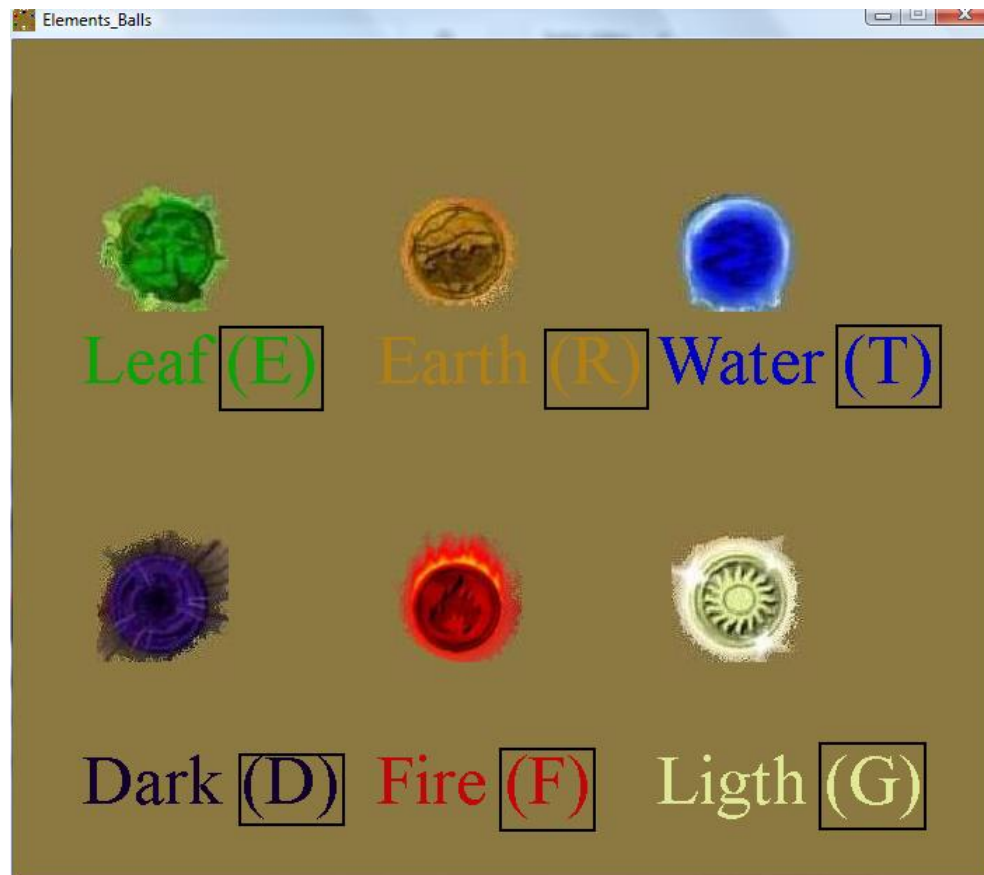 Elements_Balls
Leaf (E) Earth (R) Water (T)
Dark (D) Fire (F) Ligth (G)